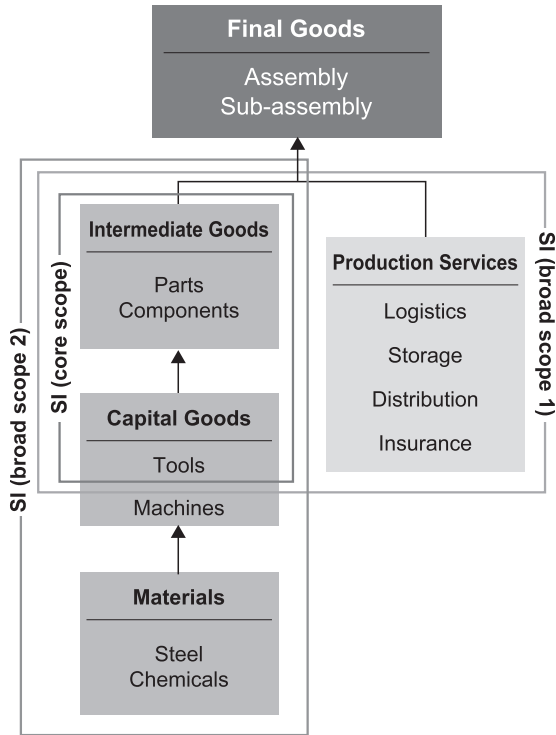 Final Goods
Assembly
Sub-assembly
Intermediate Goods
Parts
Components
Production Services
Logistics
Storage
Distribution
Insurance
Capital Goods
Tools
Machines
Materials
Steel
Chemicals
SI (broad scope 2)
SI (core scope)
SI (broad scope 1)